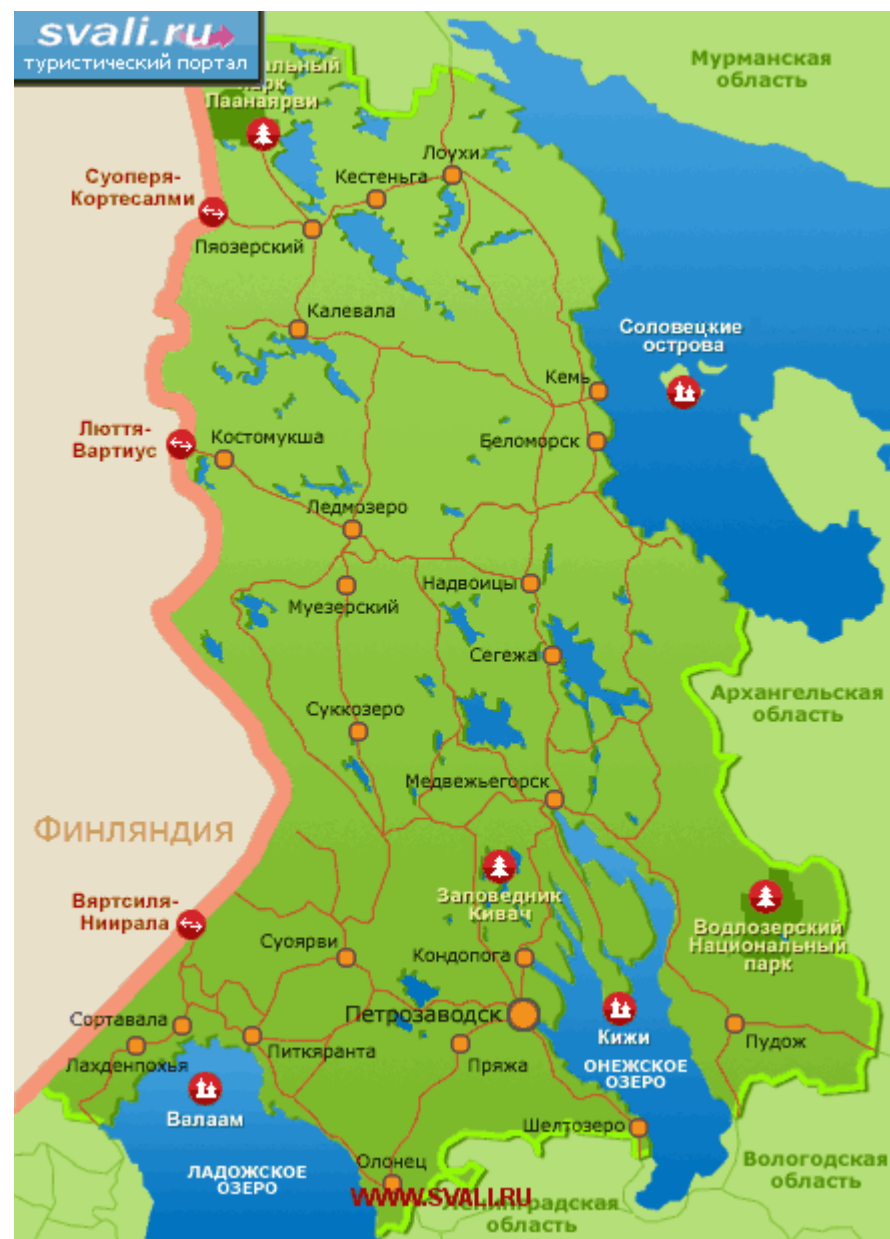 svali.ru
туристический портал
Мурманская
область
парк
Паанаярви
Лоухи
Кестеньга
Суоперя-
Кортесалми
Пяозерский
Калевала
Соловецкие
острова
Кемь
Люття-
Вартиус
Костомукша
Беломорск
Ледмозеро
Надвоицы
Муезерский
Сегежа
Архангельская
область
Суккозеро
Медвежьегорск
Финляндия
Заповедник
Кивач
Вяртсиля-
Ниирала
Водлозерский
Национальный
парк
Суоярви
Кондопога
Петрозаводск
Сортавала
Кижи
Пудож
Лахденпохья
Питкяранта
Пряжа
ОНЕЖСКОЕ
ОЗЕРО
Валаам
Шелтозеро
Олонец
Вологодская
область
ЛАДОЖСКОЕ
ОЗЕРО
WWW.SVALI.RU
область